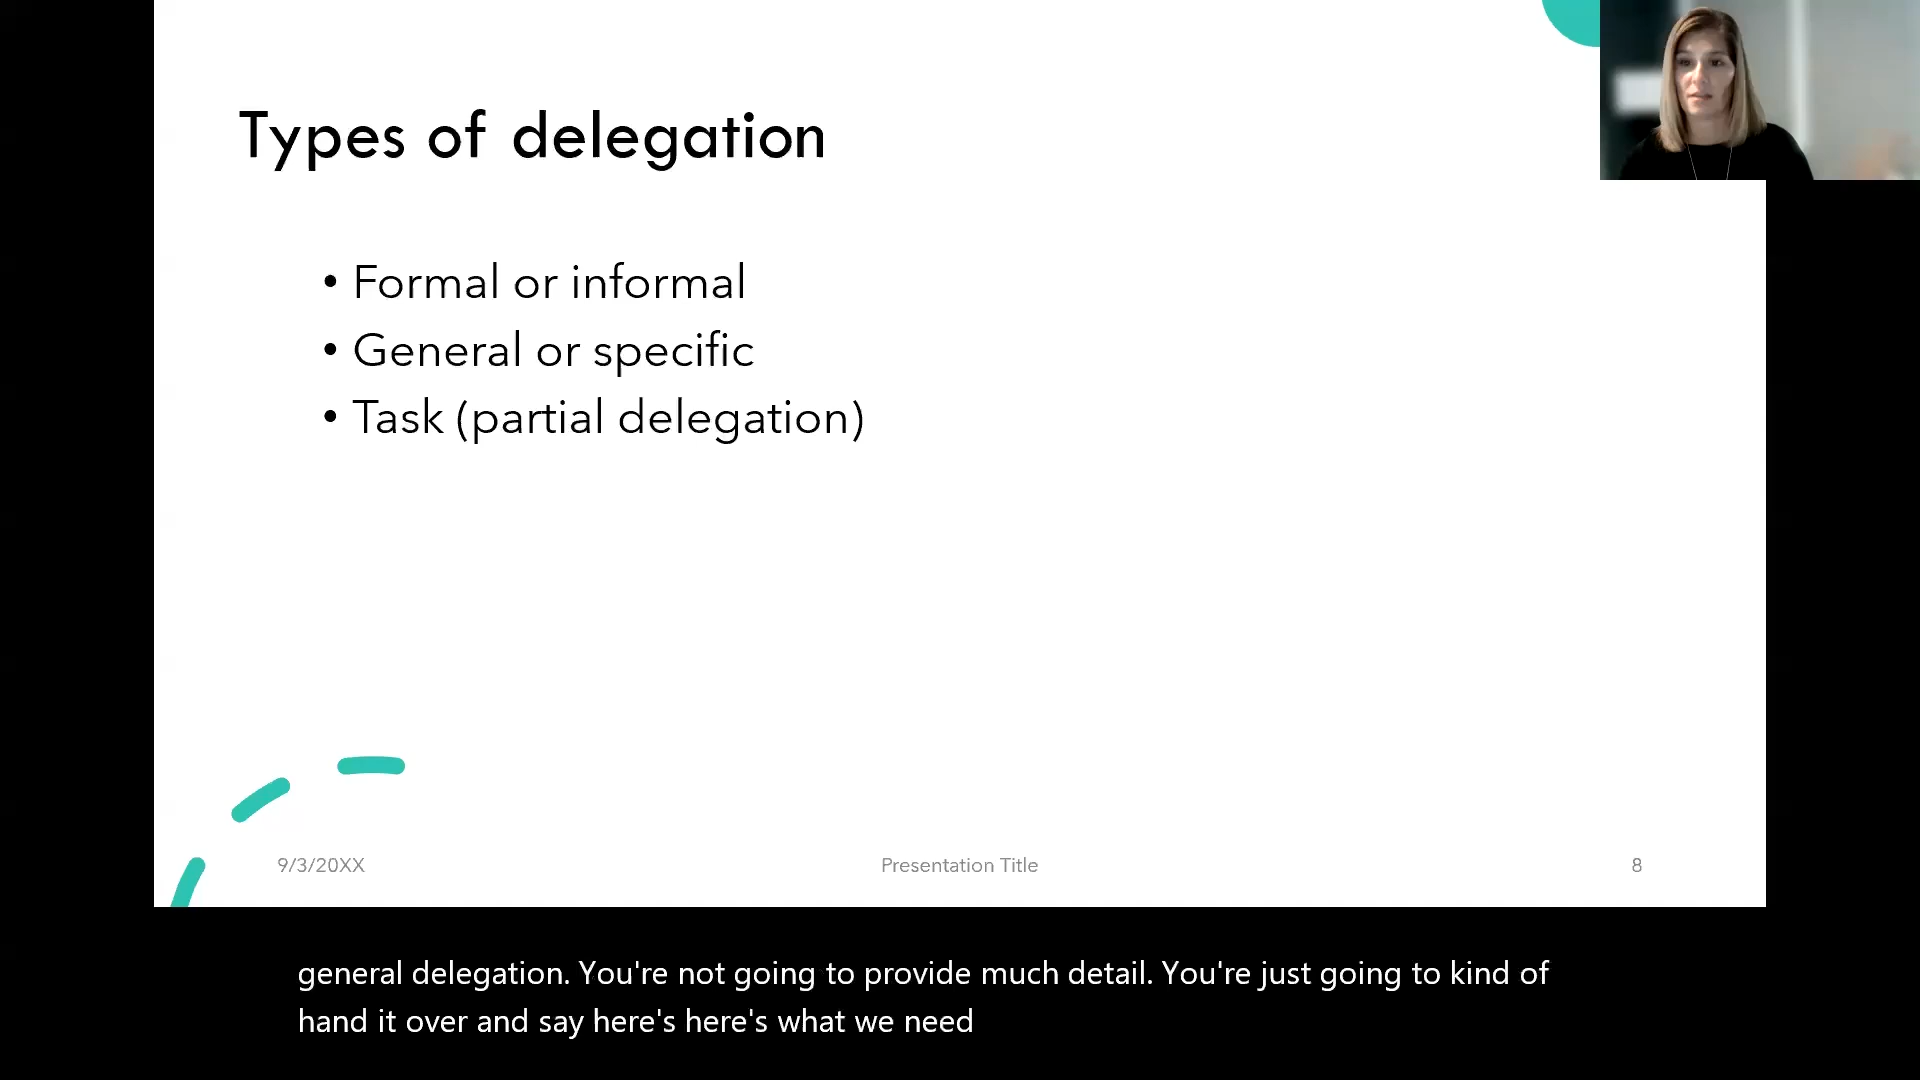 Types of delegation
• Formal or informal
• General or specific
• Task (partial delegation)
9/3/20XX
Presentation Title
8
general delegation. You're not going to provide much detail. You're just going to kind of
hand it over and say here's here's what we need